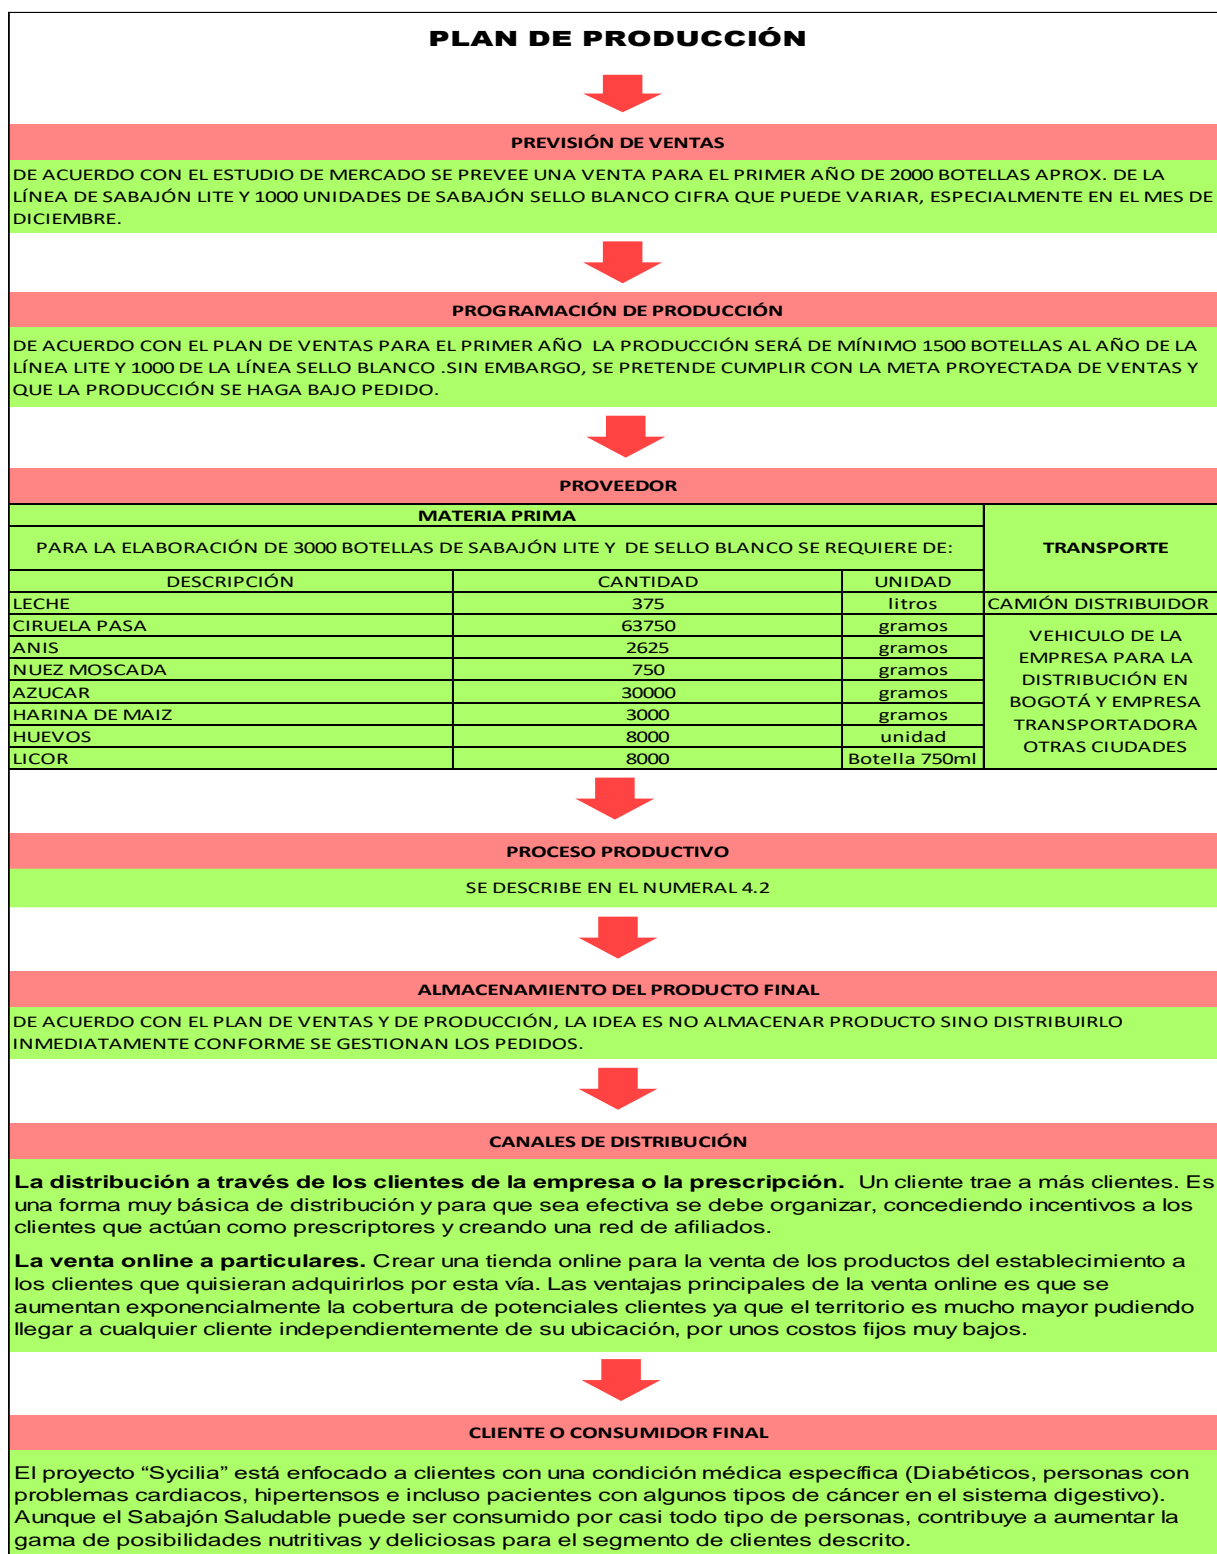 PLAN DE PRODUCCIÓN
PREVISIÓN DE VENTAS
DE ACUERDO CON EL ESTUDIO DE MERCADO SE PREVEE UNA VENTA PARA EL PRIMER AÑO DE 2000 BOTELLAS APROX. DE LA
LÍNEA DE SABAJÓN LITE Y 1000 UNIDADES DE SABAJÓN SELLO BLANCO CIFRA QUE PUEDE VARIAR, ESPECIALMENTE EN EL MES DE
DICIEMBRE.
PROGRAMACIÓN DE PRODUCCIÓN
DE ACUERDO CON EL PLAN DE VENTAS PARA EL PRIMER AÑO LA PRODUCCIÓN SERÁ DE MÍNIMO 1500 BOTELLAS AL AÑO DE LA
LÍNEA LITE Y 1000 DE LA LÍNEA SELLO BLANCO .SIN EMBARGO, SE PRETENDE CUMPLIR CON LA META PROYECTADA DE VENTAS Y
QUE LA PRODUCCIÓN SE HAGA BAJO PEDIDO.
PROVEEDOR
MATERIA PRIMA
PARA LA ELABORACIÓN DE 3000 BOTELLAS DE SABAJÓN LITE Y DE SELLO BLANCO SE REQUIERE DE:
TRANSPORTE
DESCRIPCIÓN CANTIDAD UNIDAD
LECHE 375 litros CAMIÓN DISTRIBUIDOR
CIRUELA PASA 63750 gramos
ANIS 2625 gramos
NUEZ MOSCADA 750 gramos
AZUCAR 30000 gramos
HARINA DE MAIZ 3000 gramos
HUEVOS 8000 unidad
LICOR 8000 Botella 750ml
VEHICULO DE LA
EMPRESA PARA LA
DISTRIBUCIÓN EN
BOGOTÁ Y EMPRESA
TRANSPORTADORA
OTRAS CIUDADES
PROCESO PRODUCTIVO
SE DESCRIBE EN EL NUMERAL 4.2
ALMACENAMIENTO DEL PRODUCTO FINAL
DE ACUERDO CON EL PLAN DE VENTAS Y DE PRODUCCIÓN, LA IDEA ES NO ALMACENAR PRODUCTO SINO DISTRIBUIRLO
INMEDIATAMENTE CONFORME SE GESTIONAN LOS PEDIDOS.
CANALES DE DISTRIBUCIÓN
La distribución a través de los clientes de la empresa o la prescripción. Un cliente trae a más clientes. Es
una forma muy básica de distribución y para que sea efectiva se debe organizar, concediendo incentivos a los
clientes que actúan como prescriptores y creando una red de afiliados.
La venta online a particulares. Crear una tienda online para la venta de los productos del establecimiento a
los clientes que quisieran adquirirlos por esta vía. Las ventajas principales de la venta online es que se
aumentan exponencialmente la cobertura de potenciales clientes ya que el territorio es mucho mayor pudiendo
llegar a cualquier cliente independientemente de su ubicación, por unos costos fijos muy bajos.
CLIENTE O CONSUMIDOR FINAL
El proyecto “Sycilia” está enfocado a clientes con una condición médica específica (Diabéticos, personas con
problemas cardiacos, hipertensos e incluso pacientes con algunos tipos de cáncer en el sistema digestivo).
Aunque el Sabajón Saludable puede ser consumido por casi todo tipo de personas, contribuye a aumentar la
gama de posibilidades nutritivas y deliciosas para el segmento de clientes descrito.